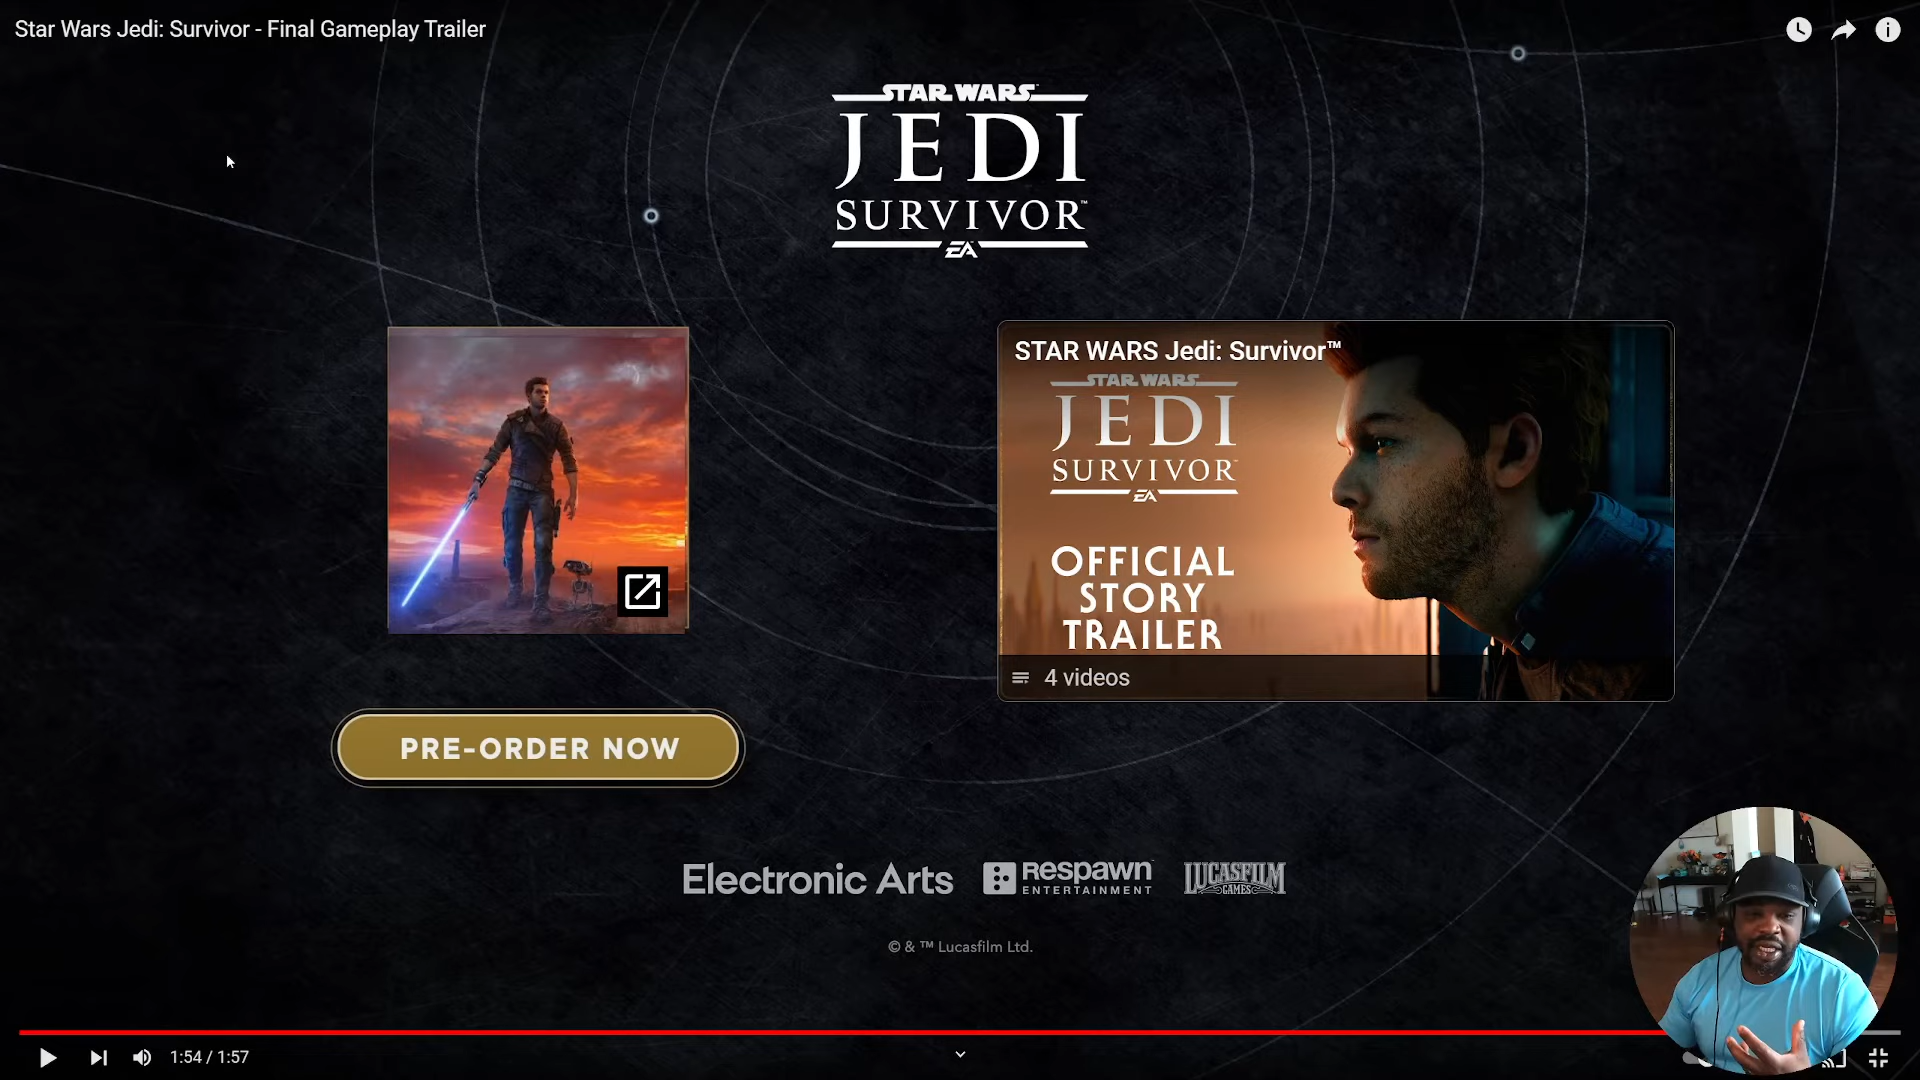 Star Wars Jedi: Survivor - Final Gameplay Trailer
STAR WARS
JEDI
SURVIVOR™
EA
STAR WARS Jedi: Survivor™
STAR WARS
JEDI
SURVIVOR
EA
OFFICIAL
STORY
TRAILER
4 videos
PRE-ORDER NOW
Electronic Arts
Respawn
ENTERTAINMENT
LUCASFILM
GAMES
© & ™ Lucasfilm Ltd.
1:54 / 1:57